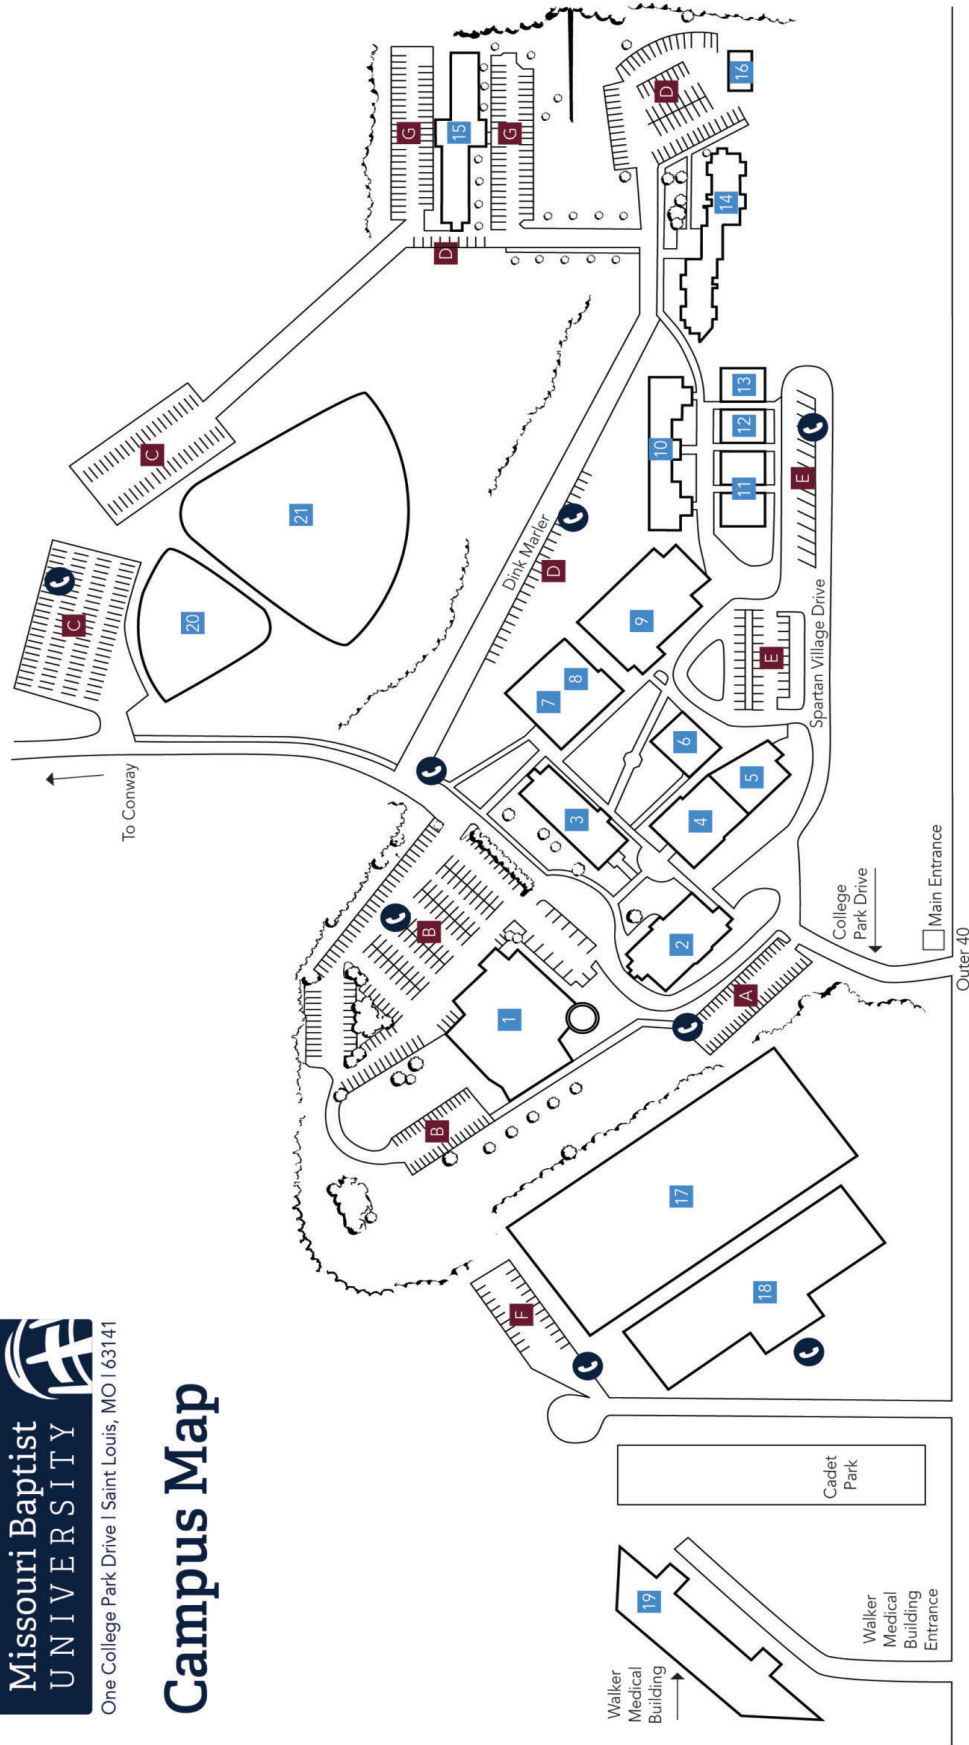 Missouri Baptist
UNIVERSITY
One College Park Drive | Saint Louis, MO | 63141
Campus Map
To Conway
C
C
20
21
G
15
G
D
D
16
14
Dink Marler
D
10
13
12
11
E
E
Spartan Village Drive
9
8
7
6
5
4
3
2
B
B
1
A
College
Park Drive
Main Entrance
Outer 40
17
18
F
Cadet
Park
19
Walker
Medical
Building
Walker
Medical
Building
Entrance